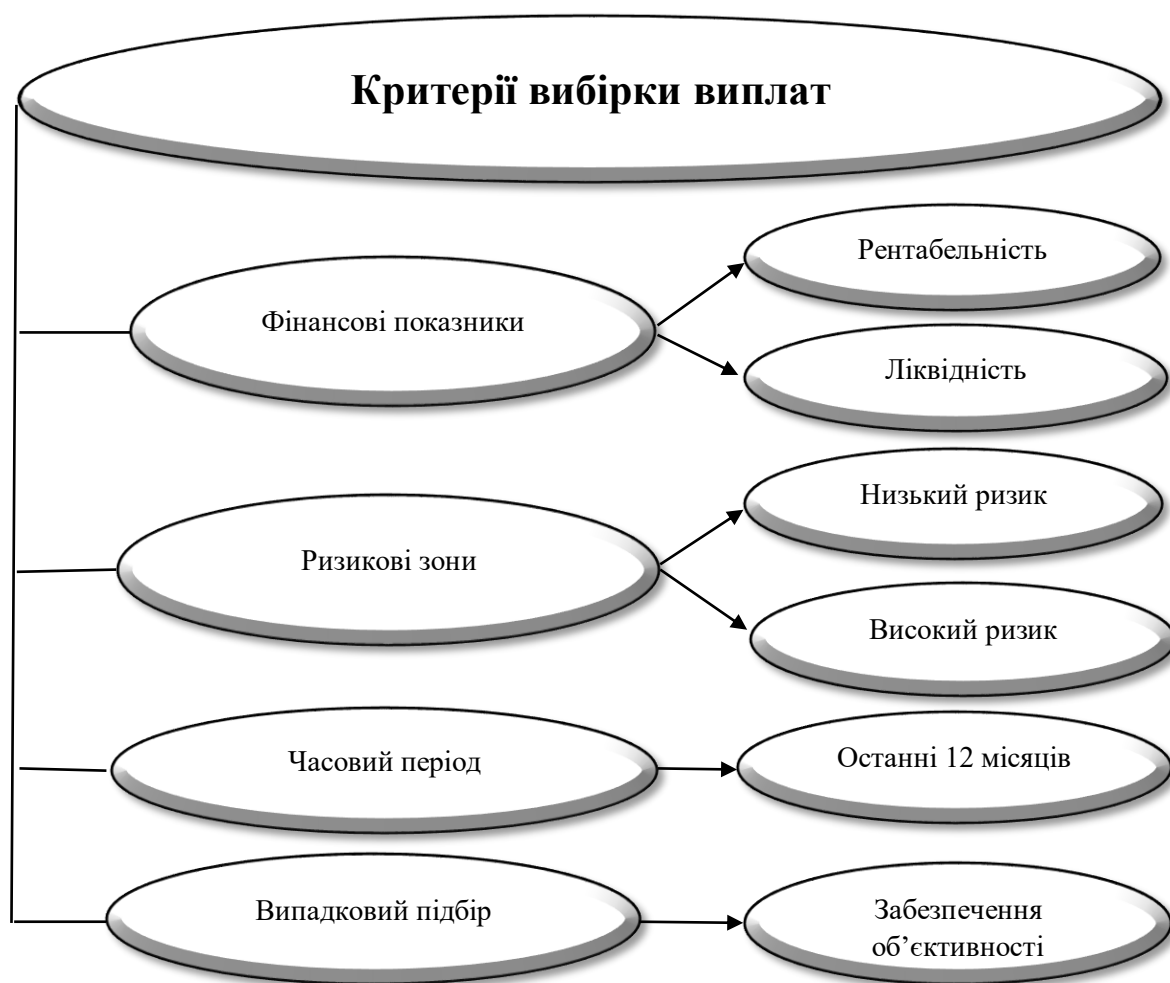 Критерії вибірки виплат
Фінансові показники
Рентабельність
Ліквідність
Ризикові зони
Низький ризик
Високий ризик
Часовий період
Останні 12 місяців
Випадковий підбір
Забезпечення
об’єктивності